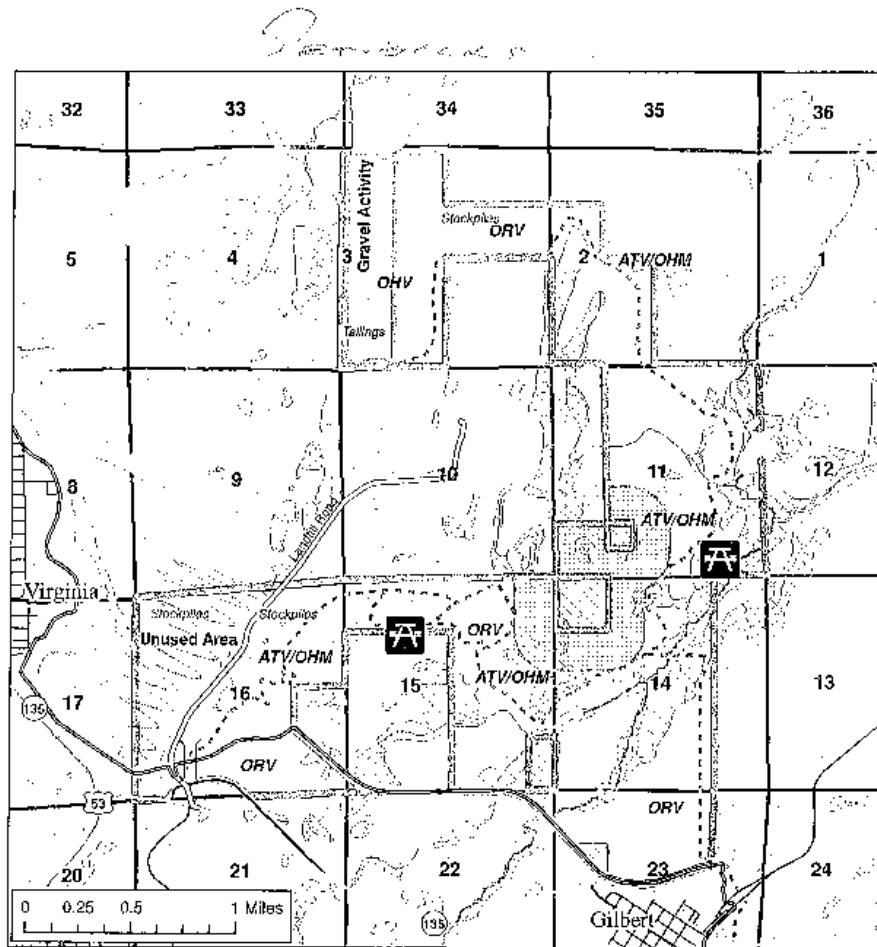 32 33 34 35 36
Gravel Activity
Stockpiles
ORV
5 4 3 2 1
ATV/OHM
OHV
Tailings
8 9 10 11 12
Landfill Road
ATV/OHM
Virginia
Stockpiles Stockpiles
Unused Area
ORV
ATV/OHM
17 16 15 14 13
ATV/OHM
135
53
ORV
ORV
20 21 22 23 24
0 0.25 0.5 1 Miles
135
Gilbert